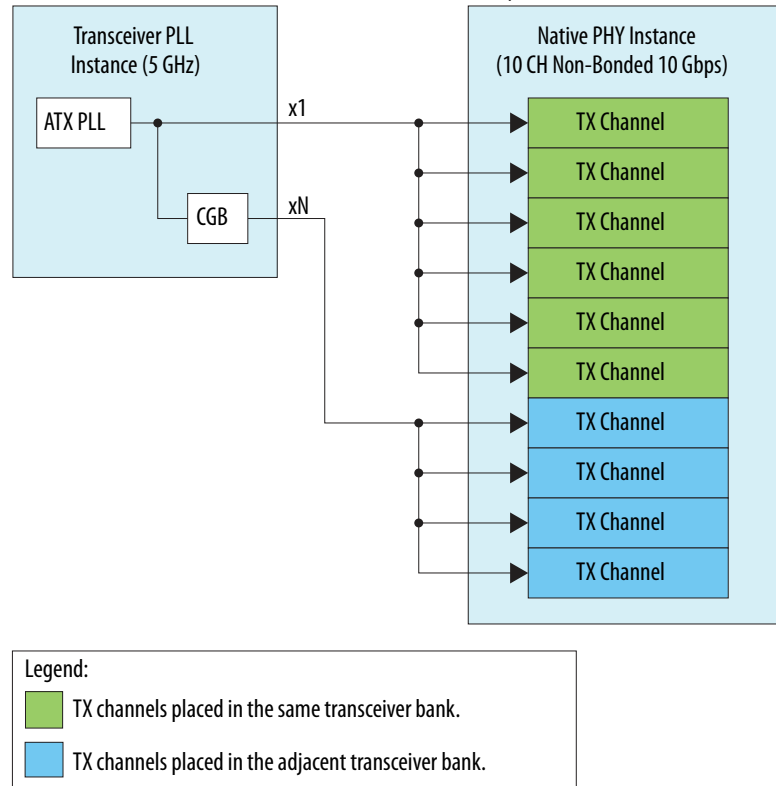 Transceiver PLL
Instance (5 GHz)
Native PHY Instance
(10 CH Non-Bonded 10 Gbps)
ATX PLL
x1
CGB
xN
TX Channel
TX Channel
TX Channel
TX Channel
TX Channel
TX Channel
TX Channel
TX Channel
TX Channel
TX Channel
Legend:
TX channels placed in the same transceiver bank.
TX channels placed in the adjacent transceiver bank.